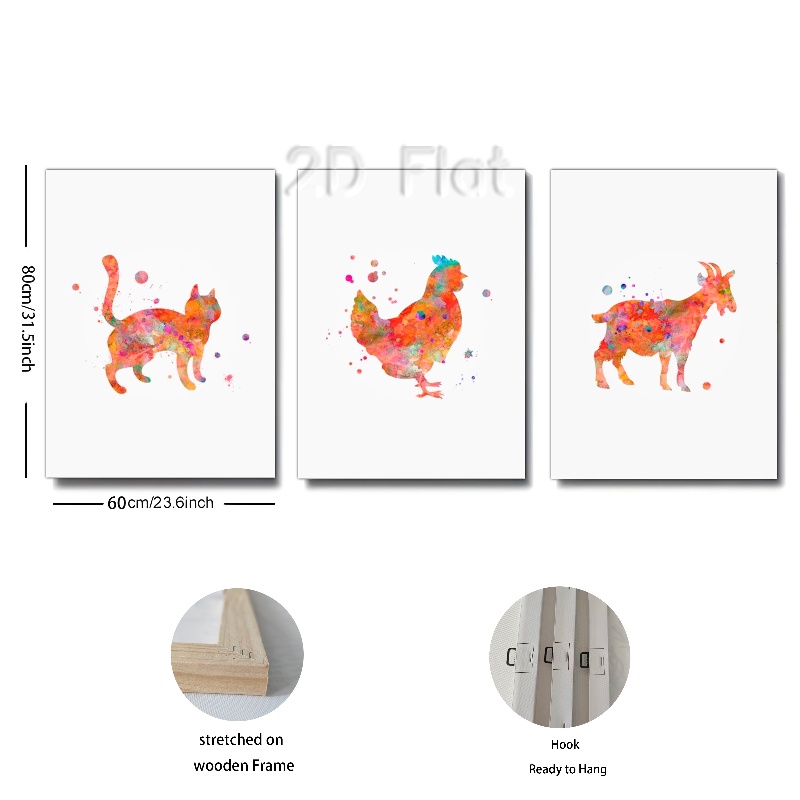 2D Flat
80cm/31.5inch
60cm/23.6inch
stretched on
wooden Frame
Hook
Ready to Hang